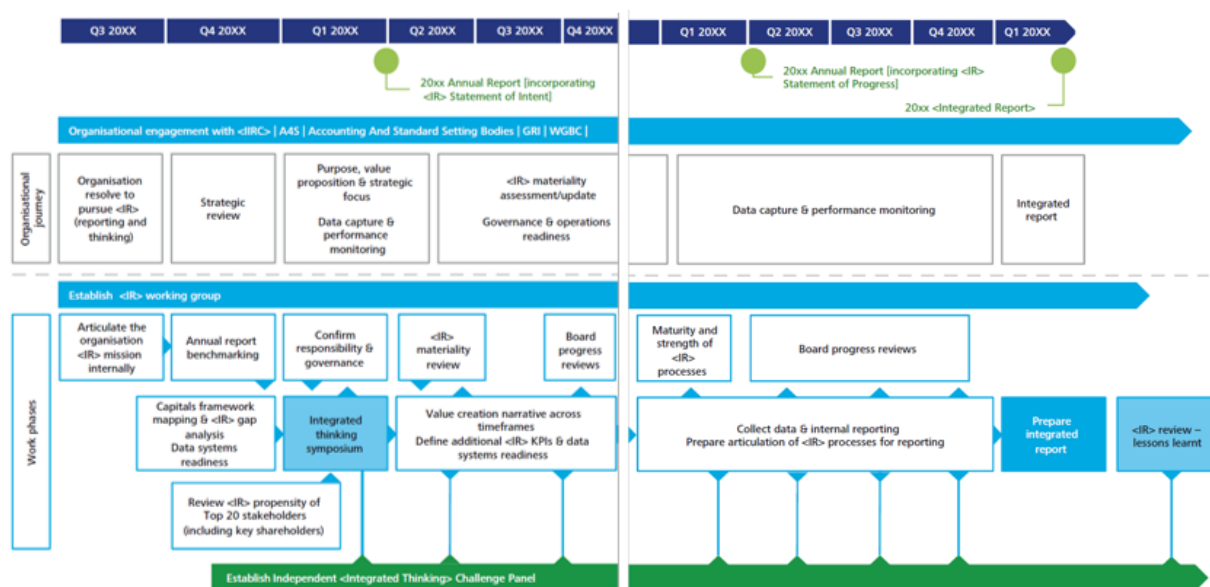 Q3 20XX
Q4 20XX
Q1 20XX
Q2 20XX
Q3 20XX
Q4 20XX
Q1 20XX
Q2 20XX
Q3 20XX
Q4 20XX
Q1 20XX
20xx Annual Report [incorporating
<IR> Statement of Intent]
20xx Annual Report [incorporating <IR>
Statement of Progress]
20xx <Integrated Report>
Organisational engagement with <IIRC> | A4S | Accounting And Standard Setting Bodies | GRI | WGBC |
Organisational
journey
Organisation
resolve to
pursue <IR>
(reporting and
thinking)
Strategic
review
Purpose, value
proposition & strategic
focus
Data capture &
performance
monitoring
<IR> materiality
assessment/update
Governance & operations
readiness
Data capture & performance monitoring
Integrated
report
Establish <IR> working group
Work phases
Articulate the
organisation
<IR> mission
internally
Annual report
benchmarking
Confirm
responsibility &
governance
<IR>
materiality
review
Board
progress
reviews
Maturity and
strength of
<IR>
processes
Board progress reviews
Capitals framework
mapping & <IR> gap
analysis
Data systems
readiness
Integrated
thinking
symposium
Value creation narrative across
timeframes
Define additional <IR> KPIs & data
systems readiness
Collect data & internal reporting
Prepare articulation of <IR> processes for reporting
Prepare
integrated
report
<IR> review –
lessons learnt
Review <IR> propensity of
Top 20 stakeholders
(including key shareholders)
Establish Independent <Integrated Thinking> Challenge Panel